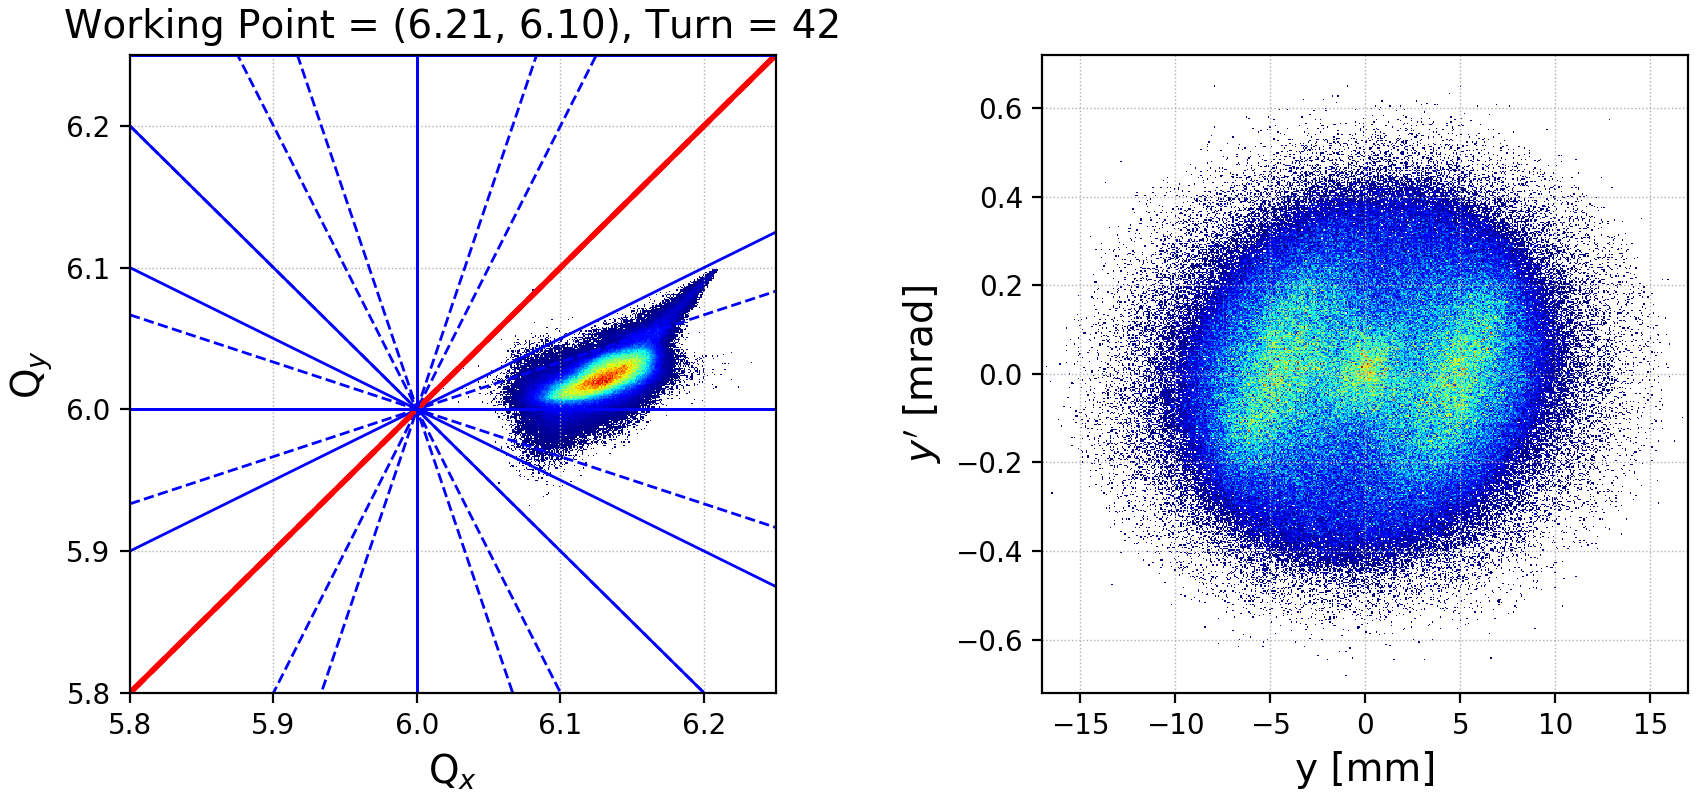 Working Point = (6.21, 6.10), Turn = 42
Q_y
6.2
6.1
6.0
5.9
5.8
5.8 5.9 6.0 6.1 6.2
Q_x
y′ [mrad]
0.6
0.4
0.2
0.0
−0.2
−0.4
−0.6
−15 −10 −5 0 5 10 15
y [mm]